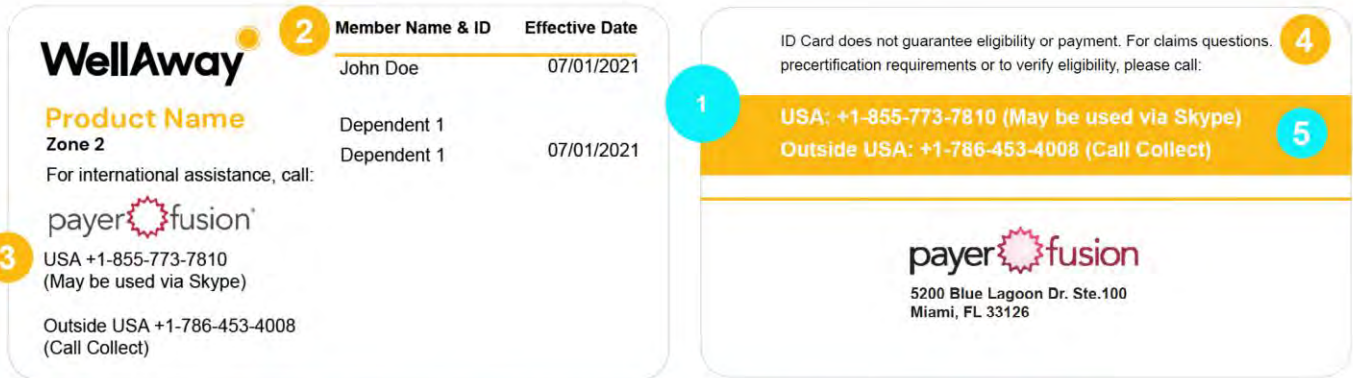 WellAway
Product Name
Zone 2
For international assistance, call:
payer fusion®
3
USA +1-855-773-7810
(May be used via Skype)
Outside USA +1-786-453-4008
(Call Collect)
2
Member Name & ID Effective Date
John Doe 07/01/2021
Dependent 1
Dependent 1 07/01/2021
ID Card does not guarantee eligibility or payment. For claims questions.
4
precertification requirements or to verify eligibility, please call:
1
USA: +1-855-773-7810 (May be used via Skype)
Outside USA: +1-786-453-4008 (Call Collect)
5
payer fusion
5200 Blue Lagoon Dr. Ste.100
Miami, FL 33126